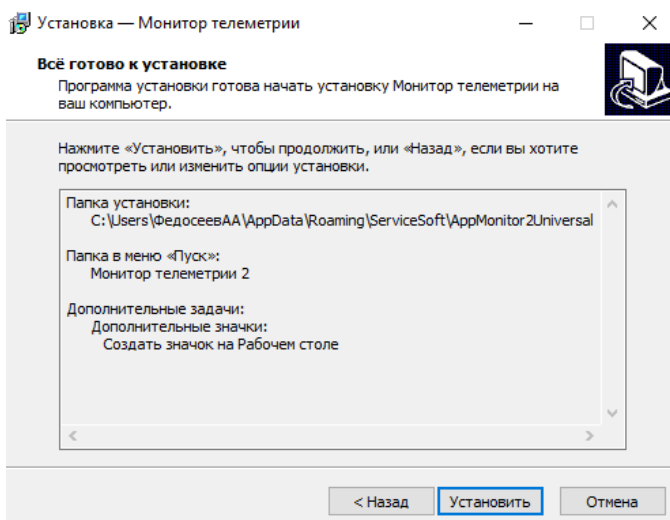 Установка — Монитор телеметрии
Всё готово к установке
Программа установки готова начать установку Монитор телеметрии на
ваш компьютер.
Нажмите «Установить», чтобы продолжить, или «Назад», если вы хотите
просмотреть или изменить опции установки.
Папка установки:
C:\Users\ФедосеевАА\AppData\Roaming\ServiceSoft\AppMonitor2Universal
Папка в меню «Пуск»:
Монитор телеметрии 2
Дополнительные задачи:
Дополнительные значки:
Создать значок на Рабочем столе
< Назад
Установить
Отмена